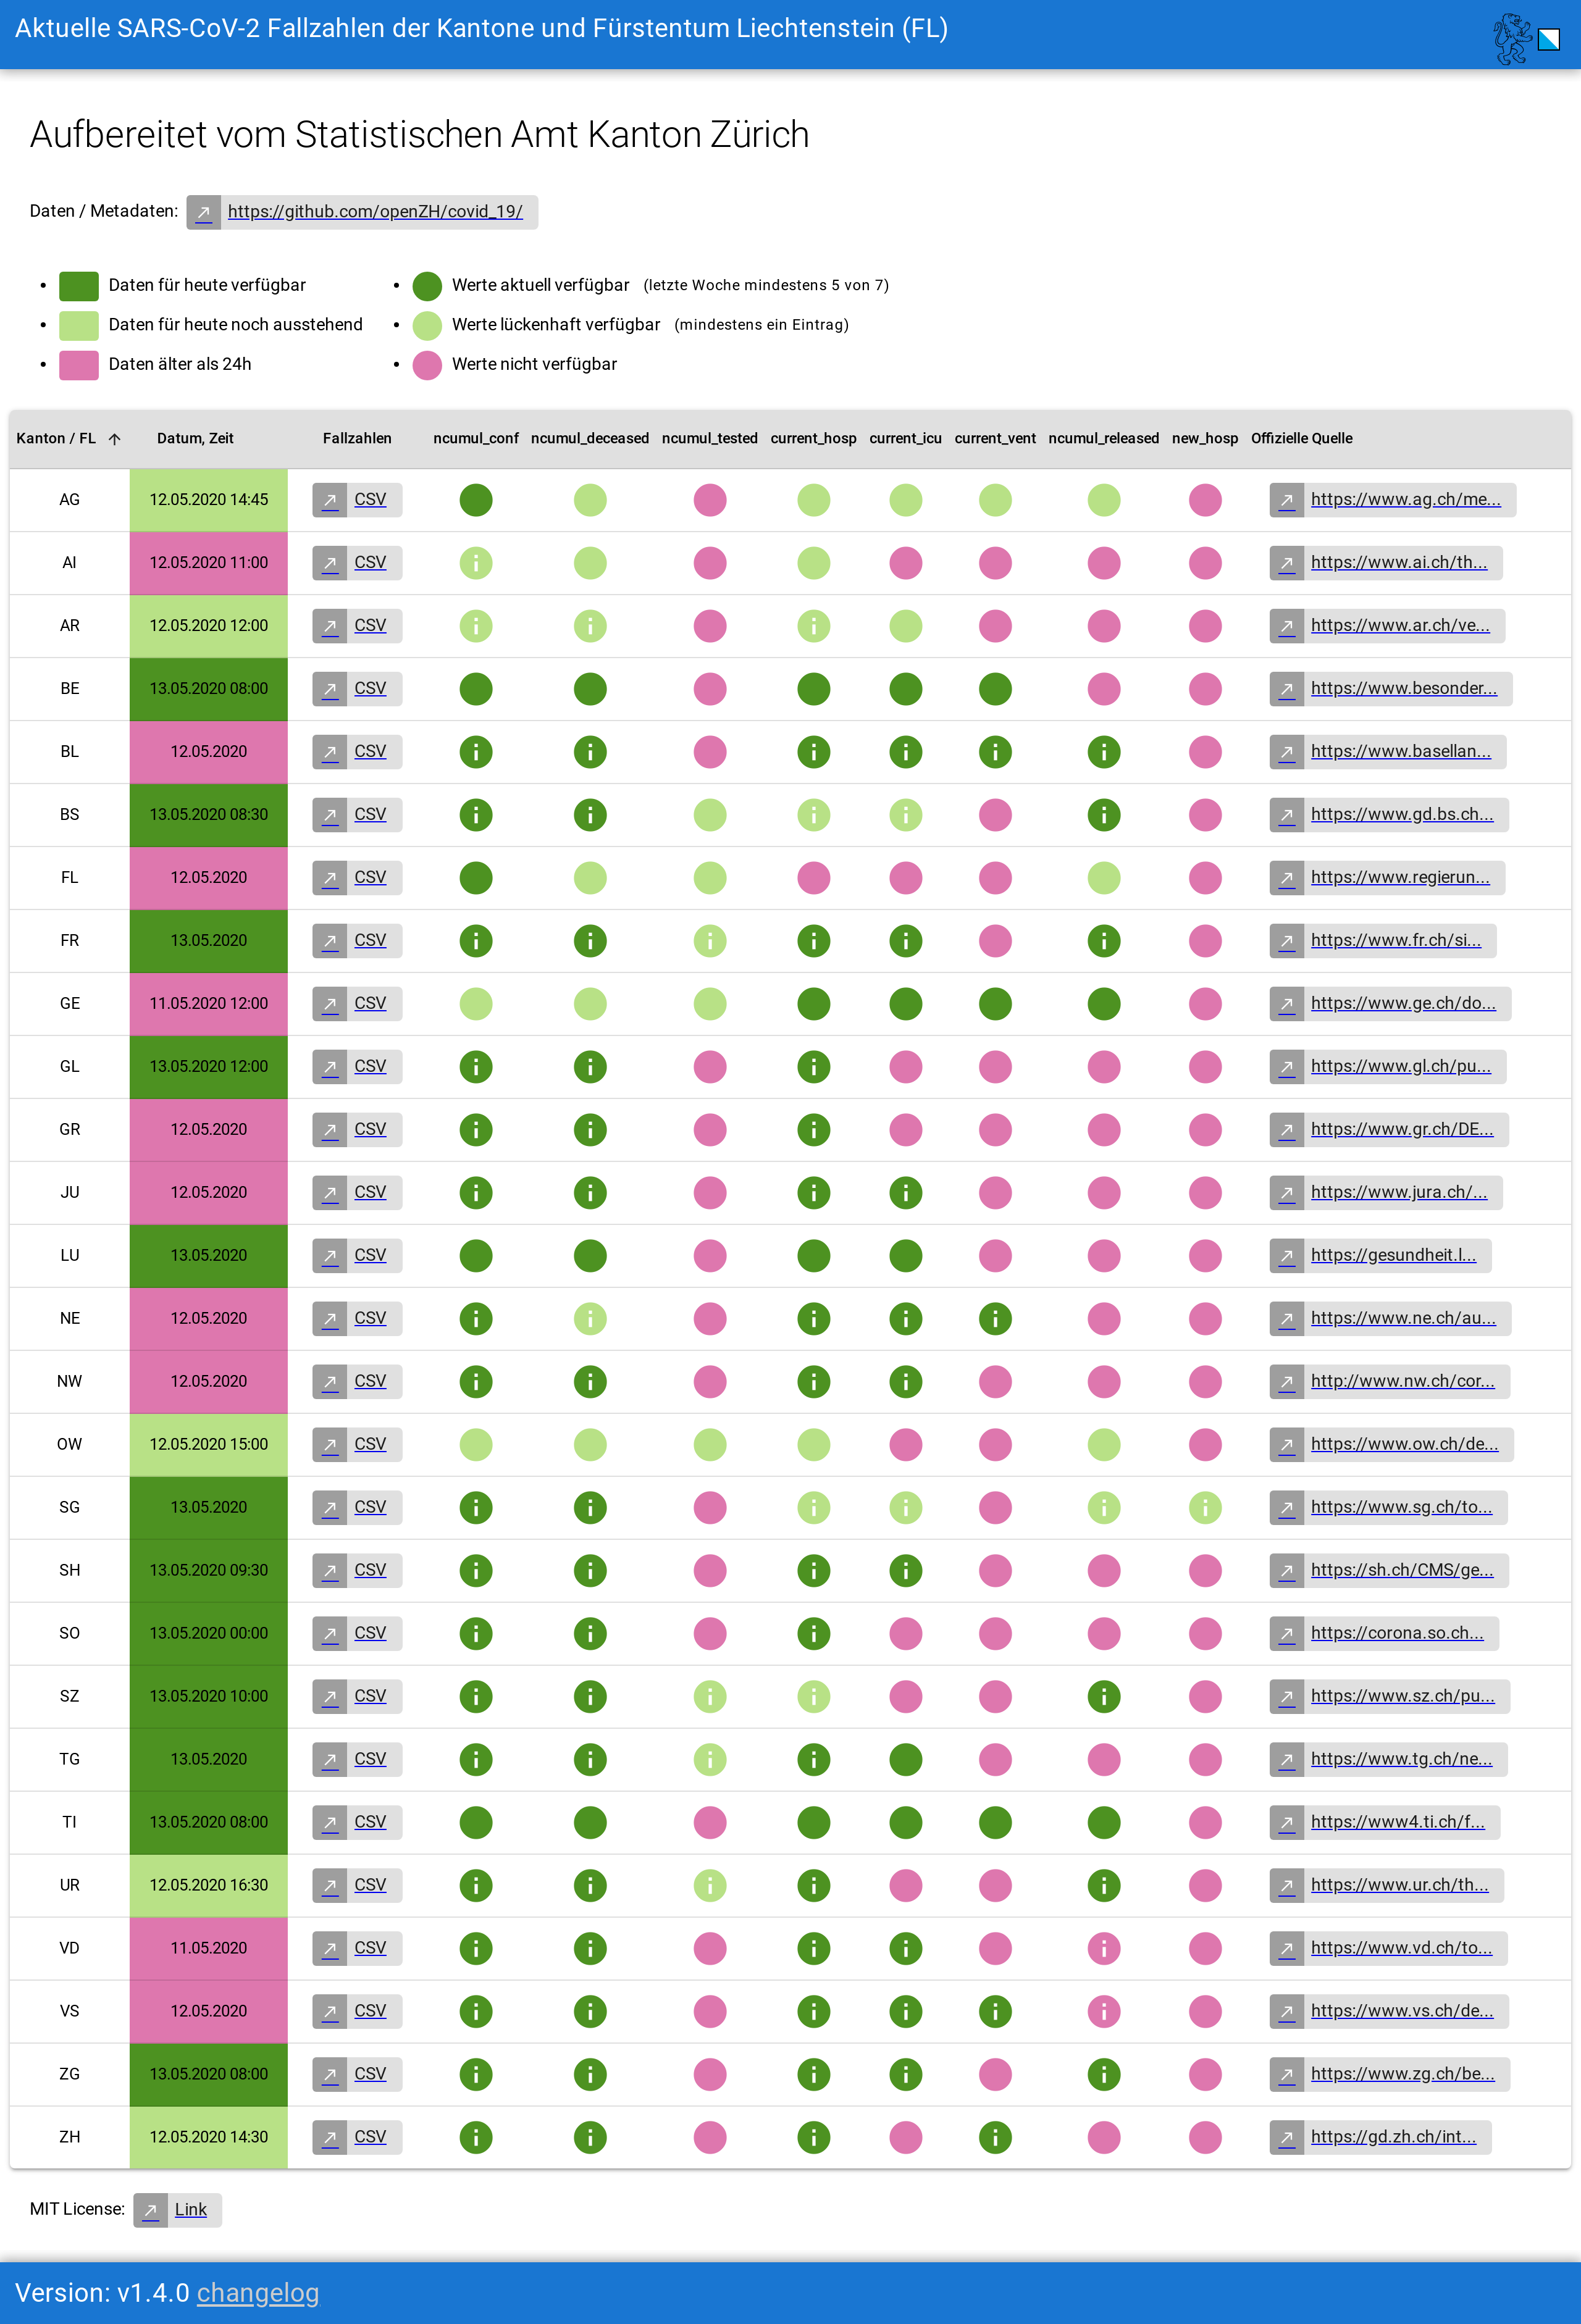 Aktuelle SARS-CoV-2 Fallzahlen der Kantone und Fürstentum Liechtenstein (FL)
Aufbereitet vom Statistischen Amt Kanton Zürich
Daten / Metadaten: https://github.com/openZH/covid_19/
Daten für heute verfügbar Werte aktuell verfügbar (letzte Woche mindestens 5 von 7)
Daten für heute noch ausstehend Werte lückenhaft verfügbar (mindestens ein Eintrag)
Daten älter als 24h Werte nicht verfügbar
Kanton / FL Datum, Zeit Fallzahlen ncumul_conf ncumul_deceased ncumul_tested current_hosp current_icu current_vent ncumul_released new_hosp Offizielle Quelle
AG 12.05.2020 14:45 CSV https://www.ag.ch/me...
AI 12.05.2020 11:00 CSV https://www.ai.ch/th...
AR 12.05.2020 12:00 CSV https://www.ar.ch/ve...
BE 13.05.2020 08:00 CSV https://www.besonder...
BL 12.05.2020 CSV https://www.basellan...
BS 13.05.2020 08:30 CSV https://www.gd.bs.ch...
FL 12.05.2020 CSV https://www.regierun...
FR 13.05.2020 CSV https://www.fr.ch/si...
GE 11.05.2020 12:00 CSV https://www.ge.ch/do...
GL 13.05.2020 12:00 CSV https://www.gl.ch/pu...
GR 12.05.2020 CSV https://www.gr.ch/DE...
JU 12.05.2020 CSV https://www.jura.ch/...
LU 13.05.2020 CSV https://gesundheit.l...
NE 12.05.2020 CSV https://www.ne.ch/au...
NW 12.05.2020 CSV http://www.nw.ch/cor...
OW 12.05.2020 15:00 CSV https://www.ow.ch/de...
SG 13.05.2020 CSV https://www.sg.ch/to...
SH 13.05.2020 09:30 CSV https://sh.ch/CMS/ge...
SO 13.05.2020 00:00 CSV https://corona.so.ch...
SZ 13.05.2020 10:00 CSV https://www.sz.ch/pu...
TG 13.05.2020 CSV https://www.tg.ch/ne...
TI 13.05.2020 08:00 CSV https://www4.ti.ch/f...
UR 12.05.2020 16:30 CSV https://www.ur.ch/th...
VD 11.05.2020 CSV https://www.vd.ch/to...
VS 12.05.2020 CSV https://www.vs.ch/de...
ZG 13.05.2020 08:00 CSV https://www.zg.ch/be...
ZH 12.05.2020 14:30 CSV https://gd.zh.ch/int...
MIT License: Link
Version: v1.4.0 changelog